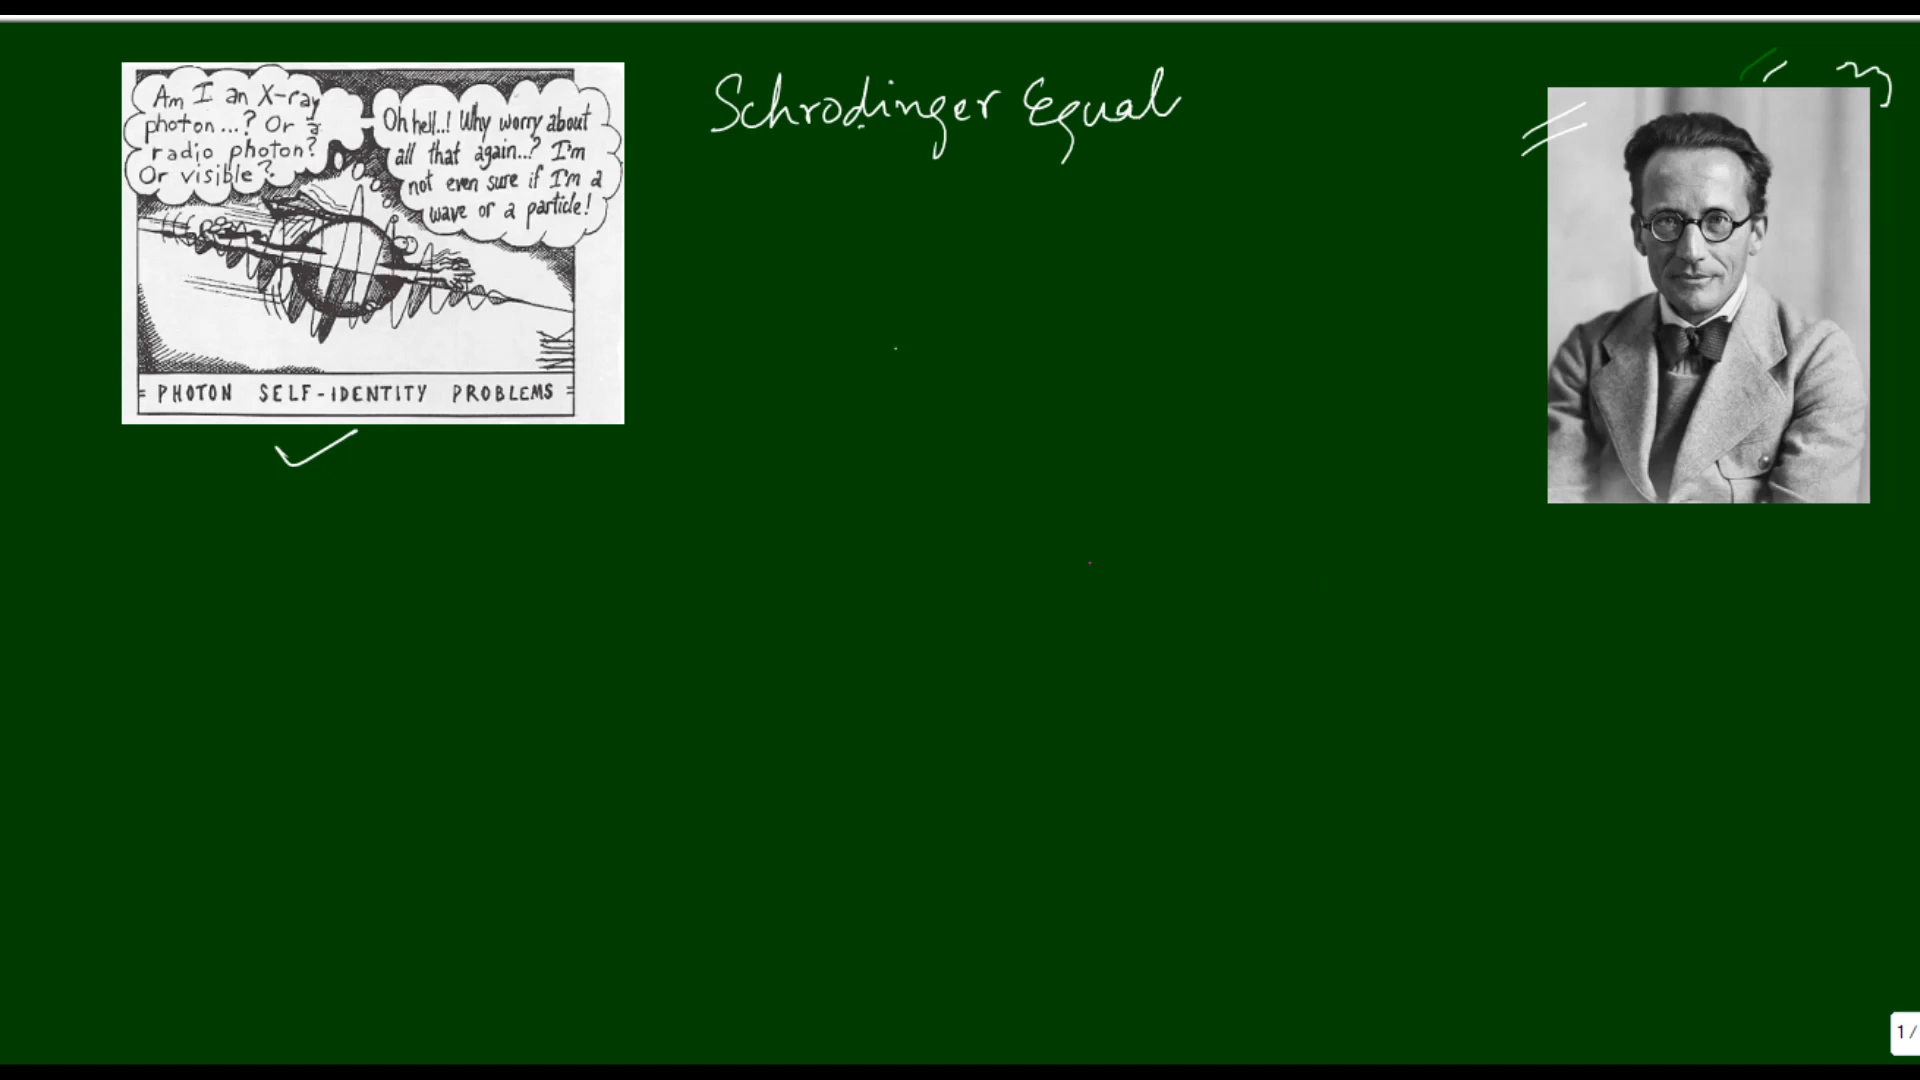 Am I an X-ray
photon...? Or a
radio photon?
Or visible?
Oh hell..! Why worry about
all that again...? I'm
not even sure if I'm a
wave or a particle!
PHOTON SELF-IDENTITY PROBLEMS
Schrodinger Equal
1 /